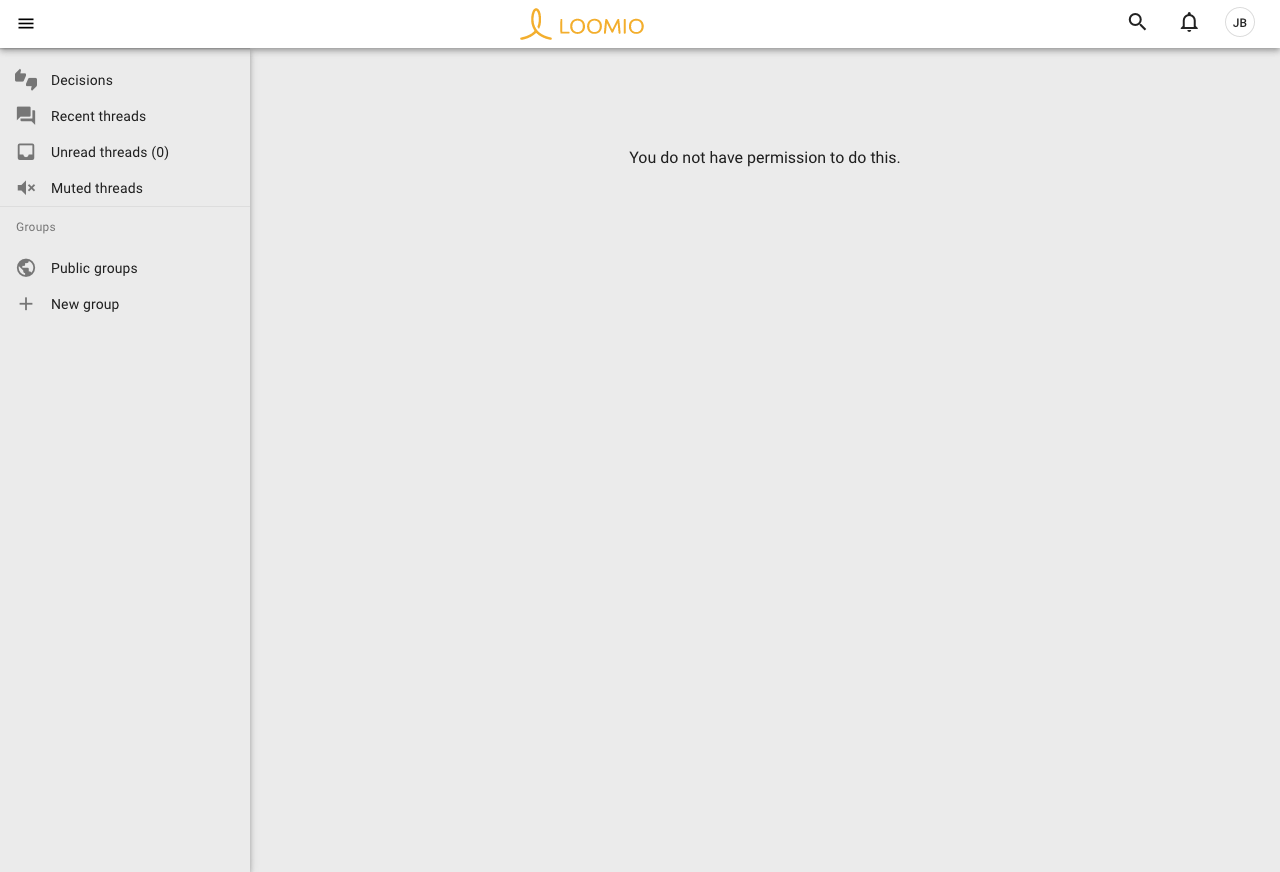 LOOMIO
JB
Decisions
Recent threads
Unread threads (0)
Muted threads
Groups
Public groups
New group
You do not have permission to do this.